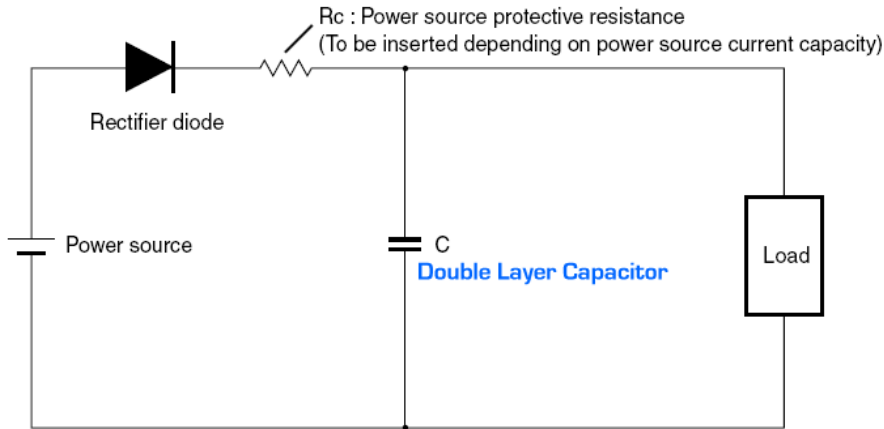 Rc : Power source protective resistance
(To be inserted depending on power source current capacity)
Rectifier diode
Power source
C
Double Layer Capacitor
Load